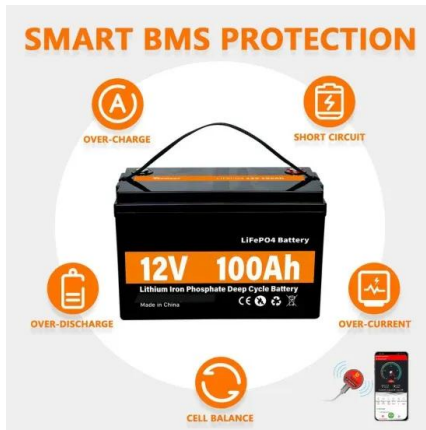 SMART BMS PROTECTION
OVER-CHARGE
SHORT CIRCUIT
LiFePO4 Battery
12V 100Ah
Lithium Iron Phosphate Deep Cycle Battery
Made in China
OVER-DISCHARGE
OVER-CURRENT
CELL BALANCE